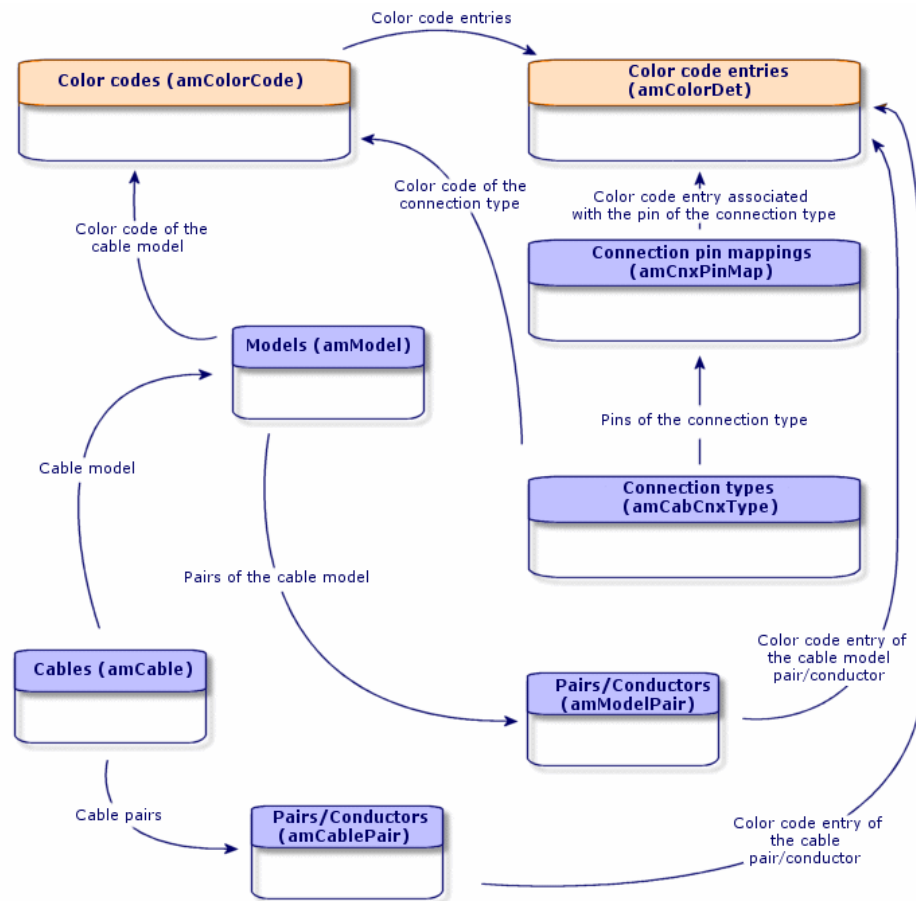 Color code entries
Color codes (amColorCode)
Color code entries
(amColorDet)
Color code of the
connection type
Color code entry associated
with the pin of the connection type
Color code of the
cable model
Connection pin mappings
(amCnxPinMap)
Models (amModel)
Pins of the connection type
Cable model
Connection types
(amCabCnxType)
Pairs of the cable model
Color code entry of
the cable model
pair/conductor
Cables (amCable)
Pairs/Conductors
(amModelPair)
Cable pairs
Pairs/Conductors
(amCablePair)
Color code entry of
the cable
pair/conductor